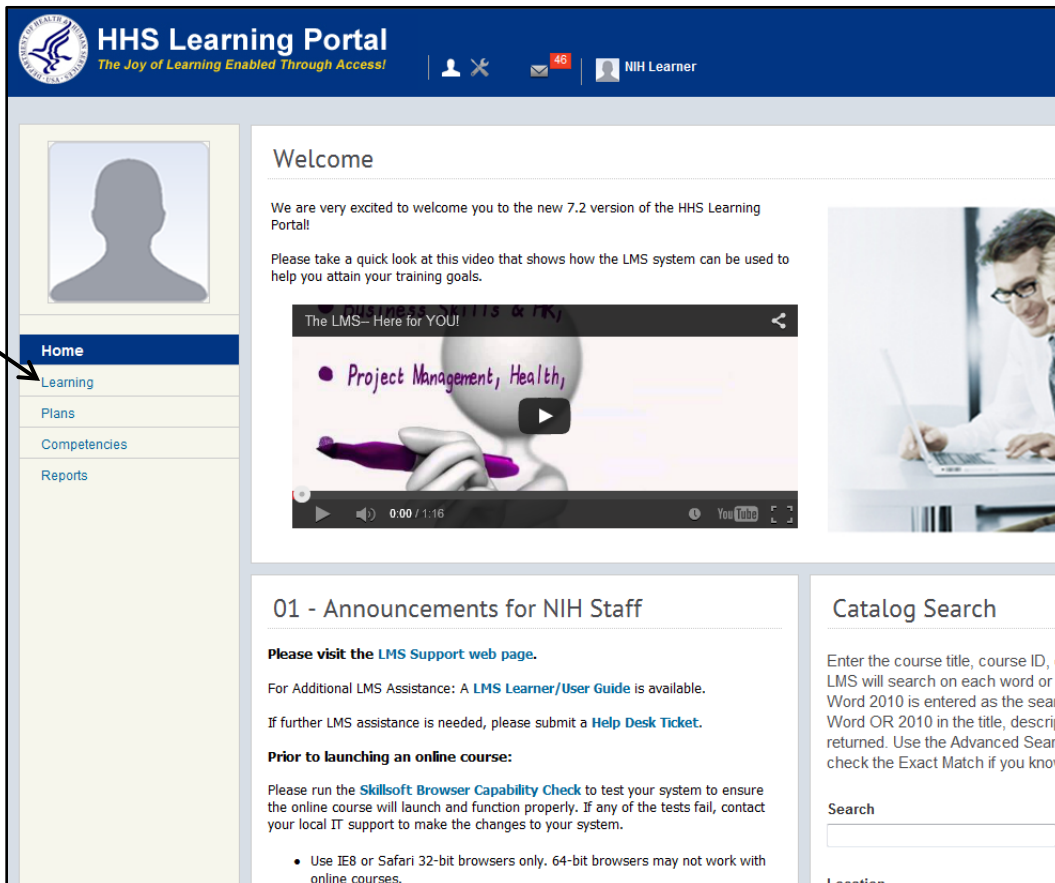 HHS Learning Portal
The Joy of Learning Enabled Through Access!
46
NIH Learner
Home
Learning
Plans
Competencies
Reports
Welcome
We are very excited to welcome you to the new 7.2 version of the HHS Learning
Portal!
Please take a quick look at this video that shows how the LMS system can be used to
help you attain your training goals.
Business Skills & HR,
The LMS-- Here for YOU!
Project Management, Health,
0:00 / 1:16
YouTube
01 - Announcements for NIH Staff
Please visit the LMS Support web page.
For Additional LMS Assistance: A LMS Learner/User Guide is available.
If further LMS assistance is needed, please submit a Help Desk Ticket.
Prior to launching an online course:
Please run the Skillsoft Browser Capability Check to test your system to ensure
the online course will launch and function properly. If any of the tests fail, contact
your local IT support to make the changes to your system.
• Use IE8 or Safari 32-bit browsers only. 64-bit browsers may not work with
online courses.
Catalog Search
Enter the course title, course ID,
LMS will search on each word or
Word 2010 is entered as the sear
Word OR 2010 in the title, descrip
returned. Use the Advanced Sear
check the Exact Match if you know
Search
Location